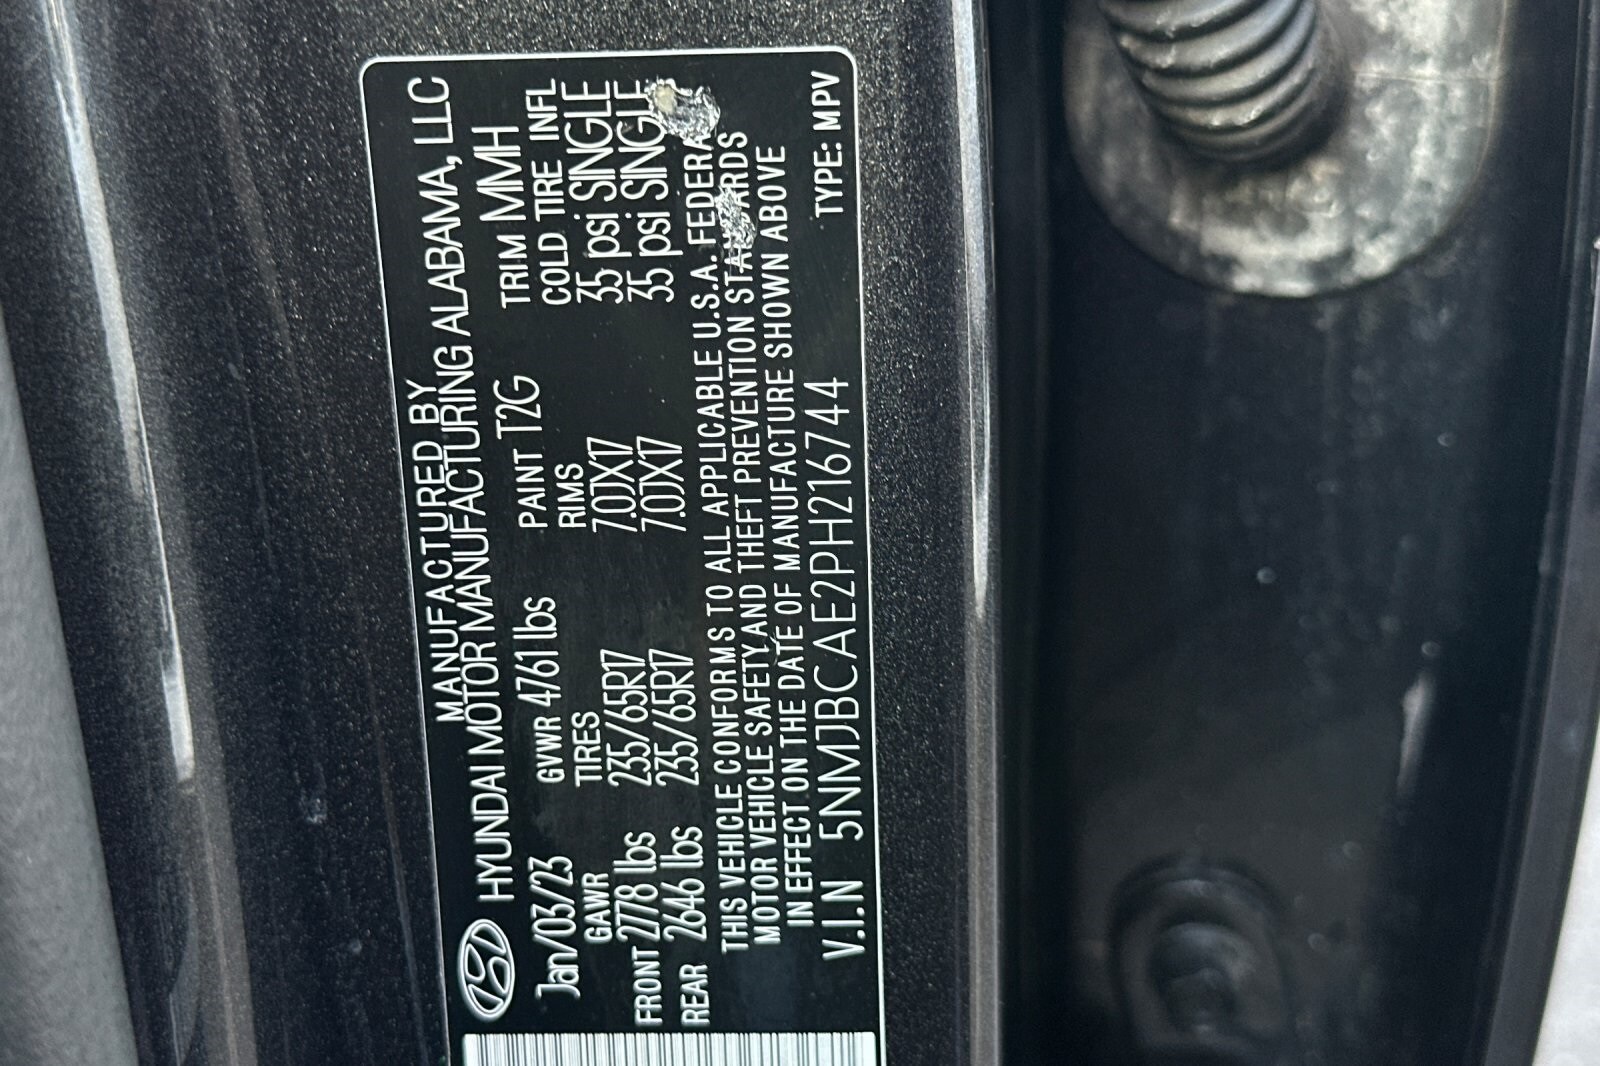 MANUFACTURED BY
HYUNDAI MOTOR MANUFACTURING ALABAMA, LLC
Jan/03/23 GVWR 4761 lbs PAINT T2G TRIM MMH
GAWR TIRES RIMS COLD TIRE INFL
FRONT 2778 lbs 235/65R17 7.0JX17 35 psi SINGLE
REAR 2646 lbs 235/65R17 7.0JX17 35 psi SINGLE
THIS VEHICLE CONFORMS TO ALL APPLICABLE U.S.A. FEDERAL
MOTOR VEHICLE SAFETY AND THEFT PREVENTION STANDARDS
IN EFFECT ON THE DATE OF MANUFACTURE SHOWN ABOVE
V.I.N 5NMJBCAE2PH216744 TYPE: MPV